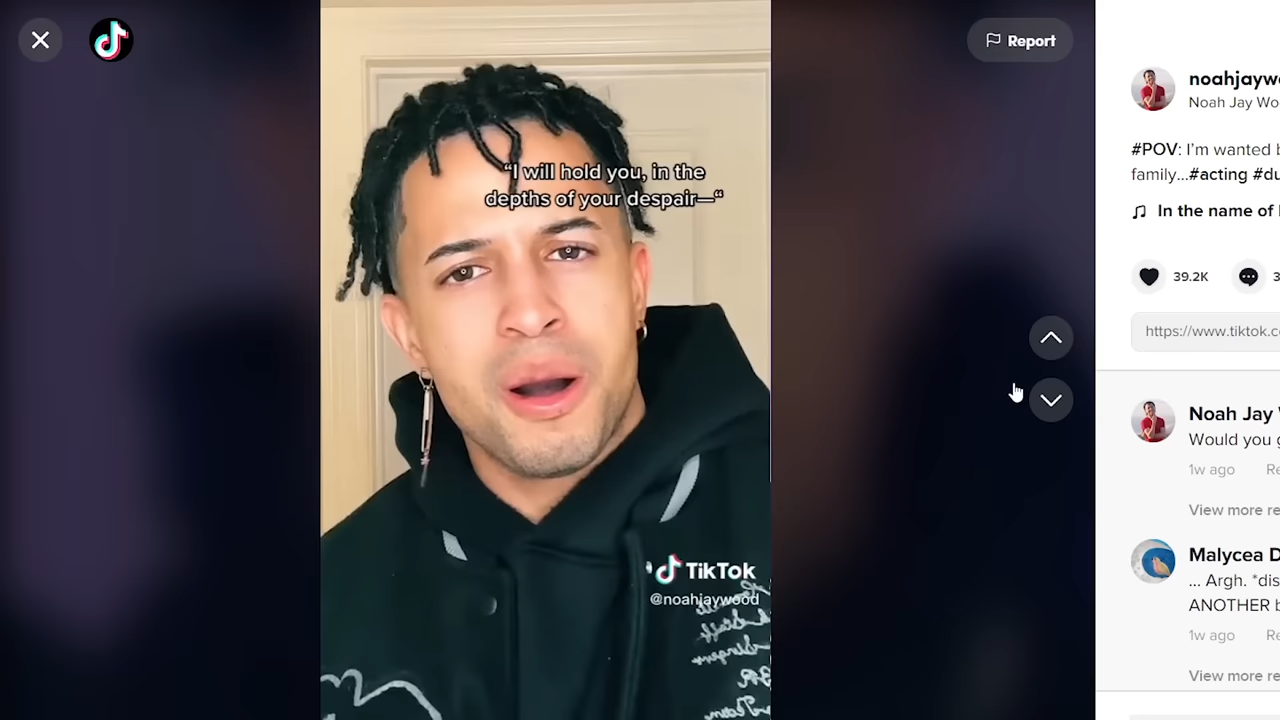 Report
"I will hold you, in the
depths of your despair—"
TikTok
@noahjaywood
noahjaywo
Noah Jay Wo
#POV: I'm wanted b
family...#acting #du
In the name of
39.2K
3
https://www.tiktok.c
Noah Jay
Would you g
1w ago Re
View more re
Malycea D
... Argh. *dis
ANOTHER b
1w ago Re
View more re